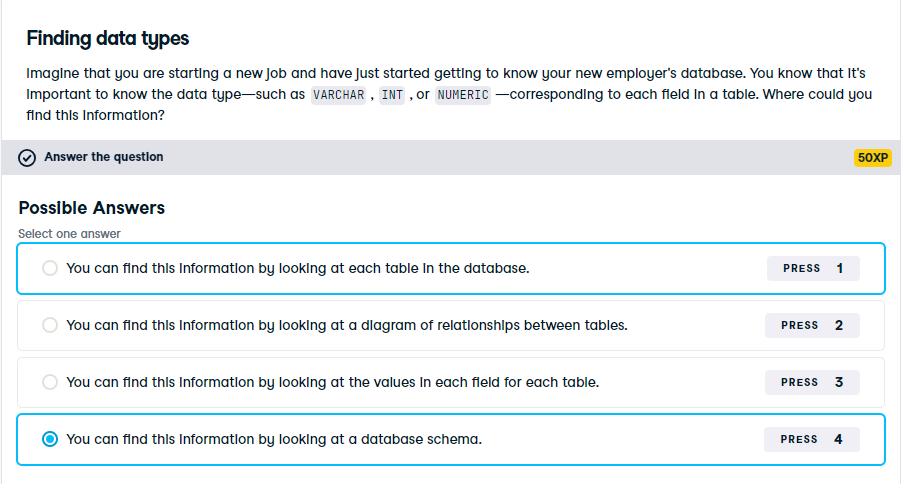 Finding data types
Imagine that you are starting a new job and have just started getting to know your new employer's database. You know that it's
important to know the data type—such as VARCHAR , INT , or NUMERIC —corresponding to each field in a table. Where could you
find this information?
Answer the question
50XP
Possible Answers
Select one answer
You can find this information by looking at each table in the database.
PRESS 1
You can find this information by looking at a diagram of relationships between tables.
PRESS 2
You can find this information by looking at the values in each field for each table.
PRESS 3
You can find this information by looking at a database schema.
PRESS 4